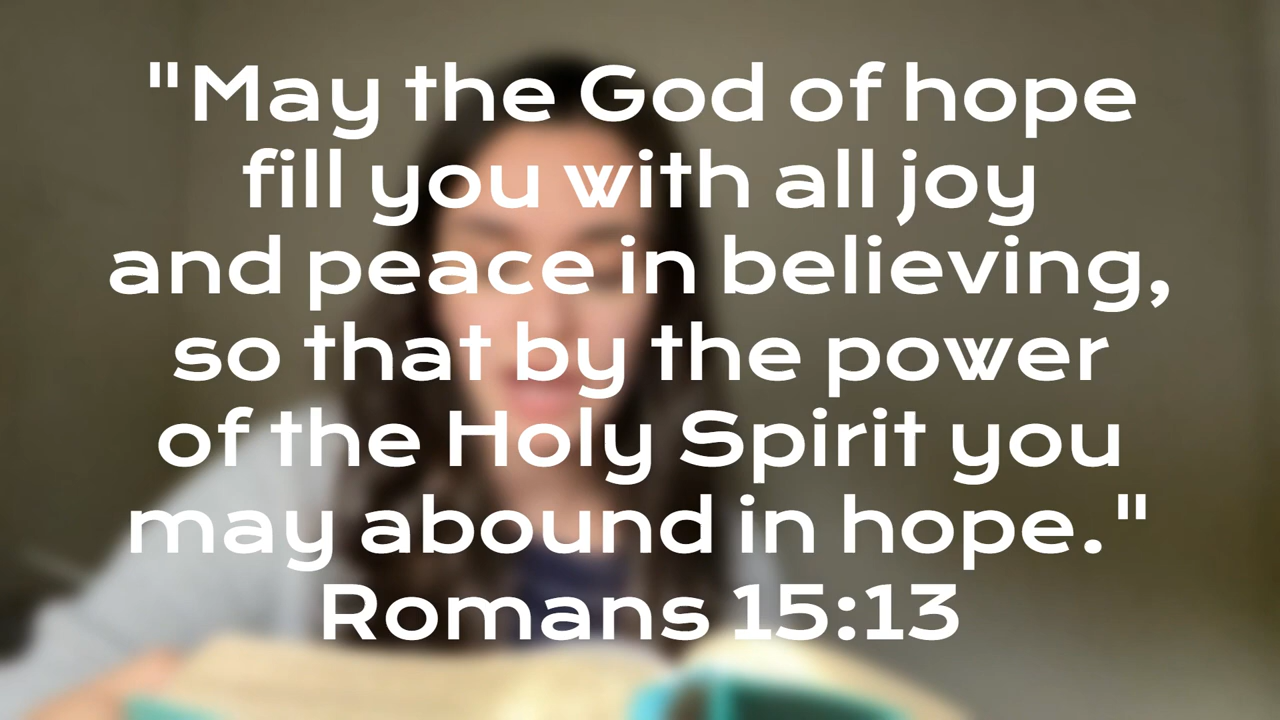 "May the God of hope
fill you with all joy
and peace in believing,
so that by the power
of the Holy Spirit you
may abound in hope."
Romans 15:13